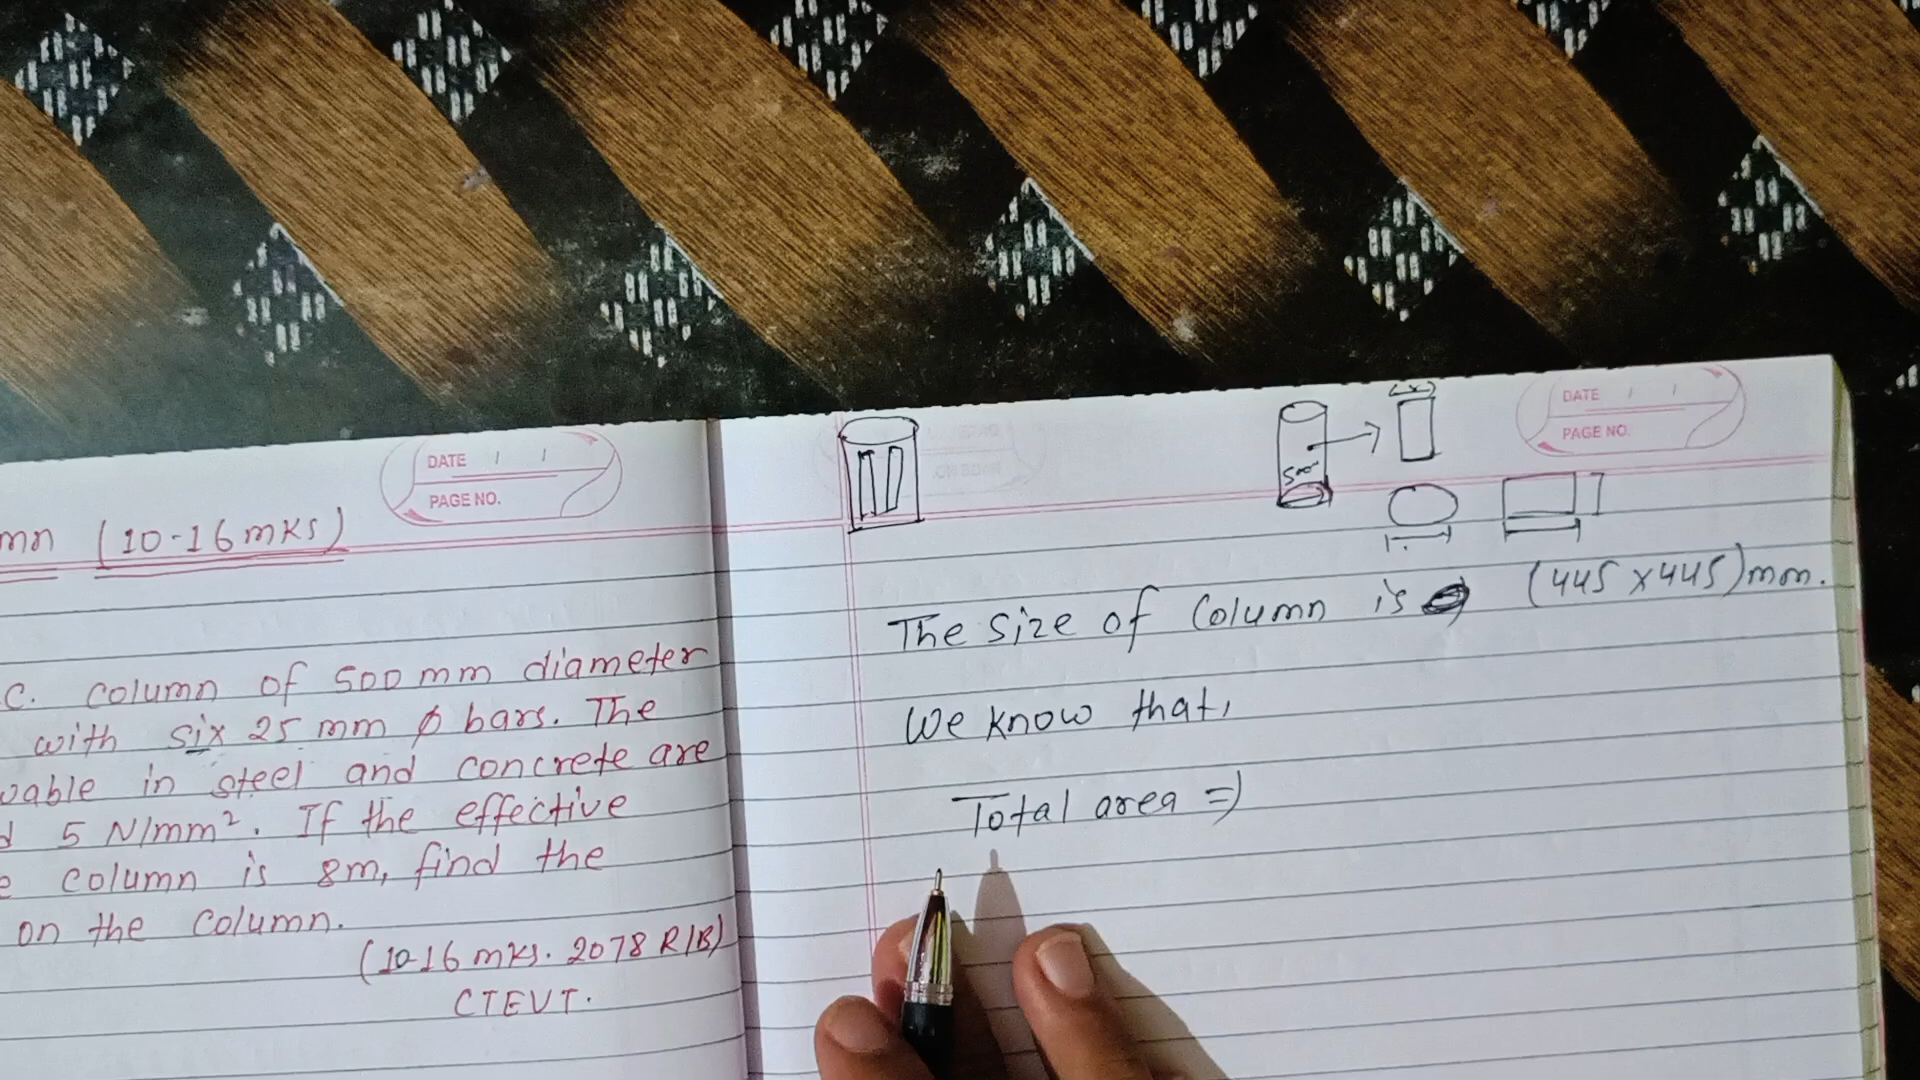 DATE / /
PAGE NO.
mn (10-16 mks)
C. column of 500 mm diameter
with six 25 mm φ bars. The
vable in steel and concrete are
d 5 N/mm². If the effective
e column is 8m, find the
on the column.
(10-16 mks. 2078 R/B)
CTEVT.
DATE / /
PAGE NO.
500
The size of Column is (445 x 445) mm.
We know that,
Total area =>